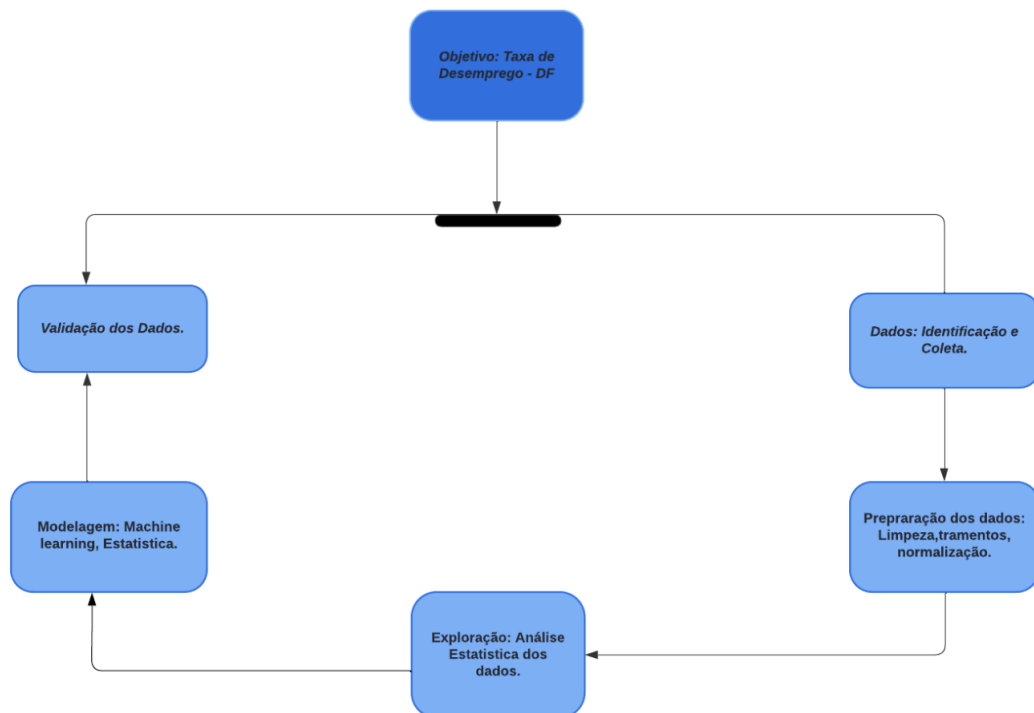 Objetivo: Taxa de
Desemprego - DF
Validação dos Dados.
Dados: Identificação e
Coleta.
Modelagem: Machine
learning, Estatistica.
Prepraração dos dados:
Limpeza,tramentos,
normalização.
Exploração: Análise
Estatistica dos
dados.